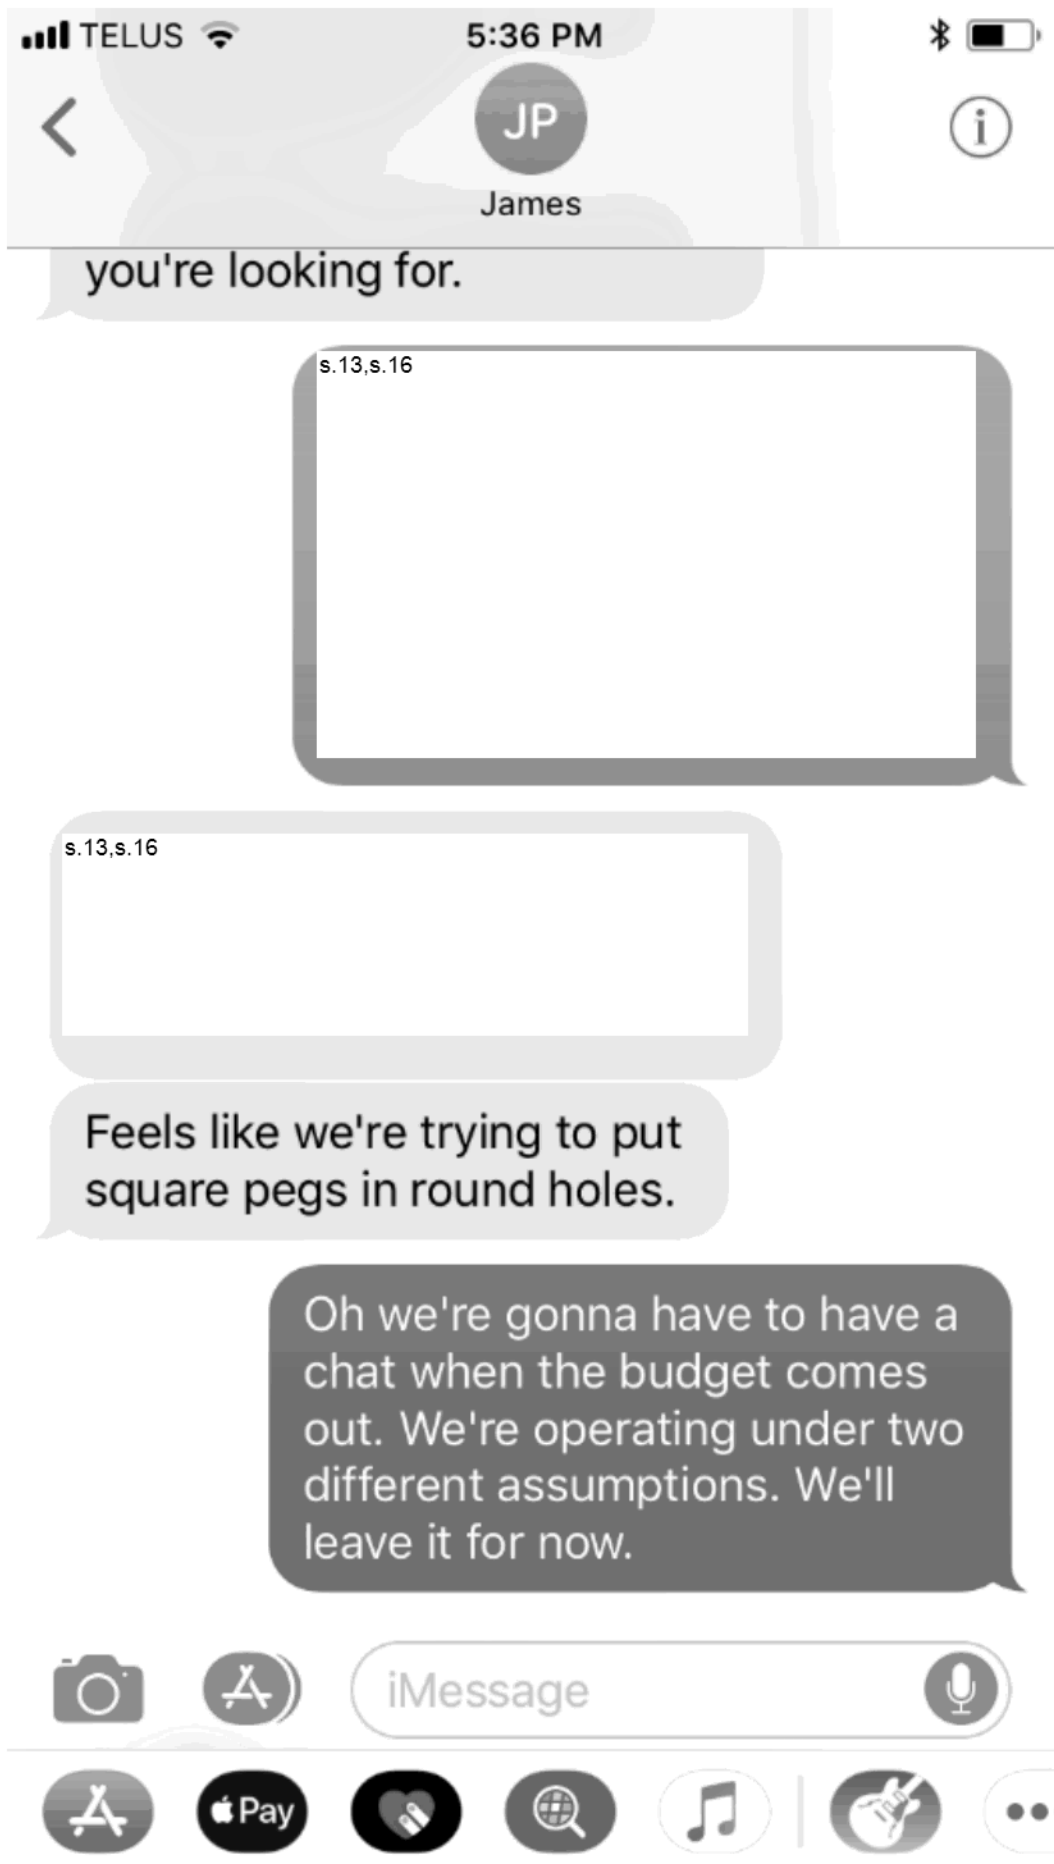 TELUS 5:36 PM
JP
James
you're looking for.
s.13,s.16
s.13,s.16
Feels like we're trying to put
square pegs in round holes.
Oh we're gonna have to have a
chat when the budget comes
out. We're operating under two
different assumptions. We'll
leave it for now.
iMessage
Pay